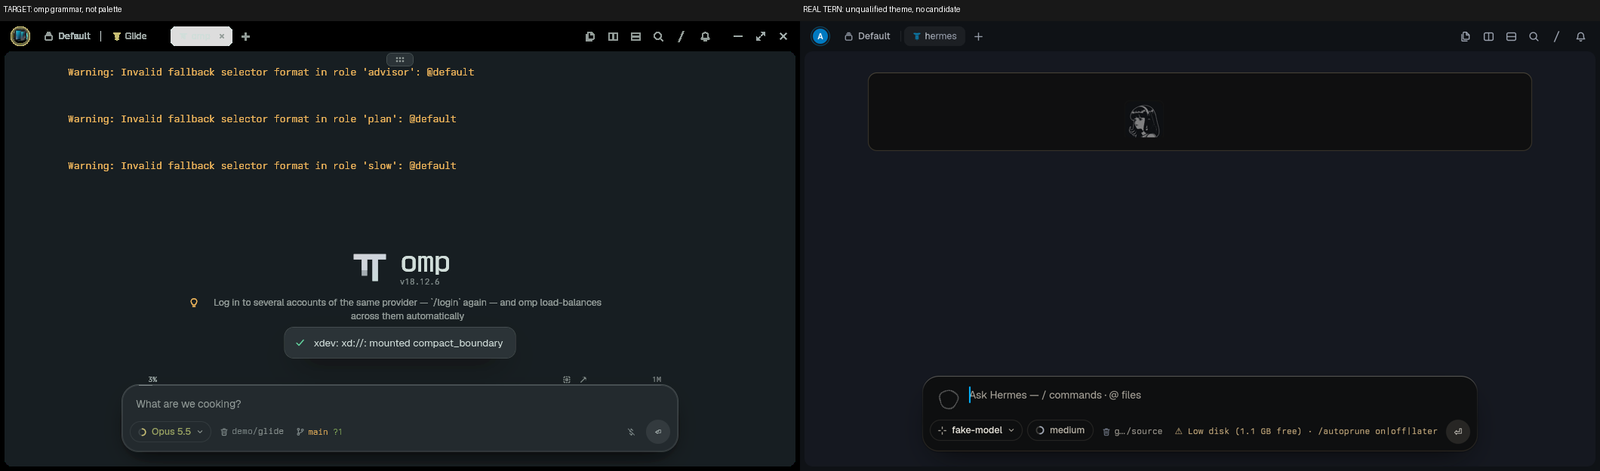 TARGET: omp grammar, not palette
Default | Glide × +
Warning: Invalid fallback selector format in role 'advisor': @default
Warning: Invalid fallback selector format in role 'plan': @default
Warning: Invalid fallback selector format in role 'slow': @default
omp
v18.12.6
Log in to several accounts of the same provider — `/login` again — and omp load-balances
across them automatically
xdev: xd://: mounted compact_boundary
3% 1M
What are we cooking?
Opus 5.5 demo/glide main ?1
REAL TERN: unqualified theme, no candidate
A Default hermes +
Ask Hermes — / commands · @ files
fake-model medium g…/source ⚠ Low disk (1.1 GB free) · /autoprune on|off|later